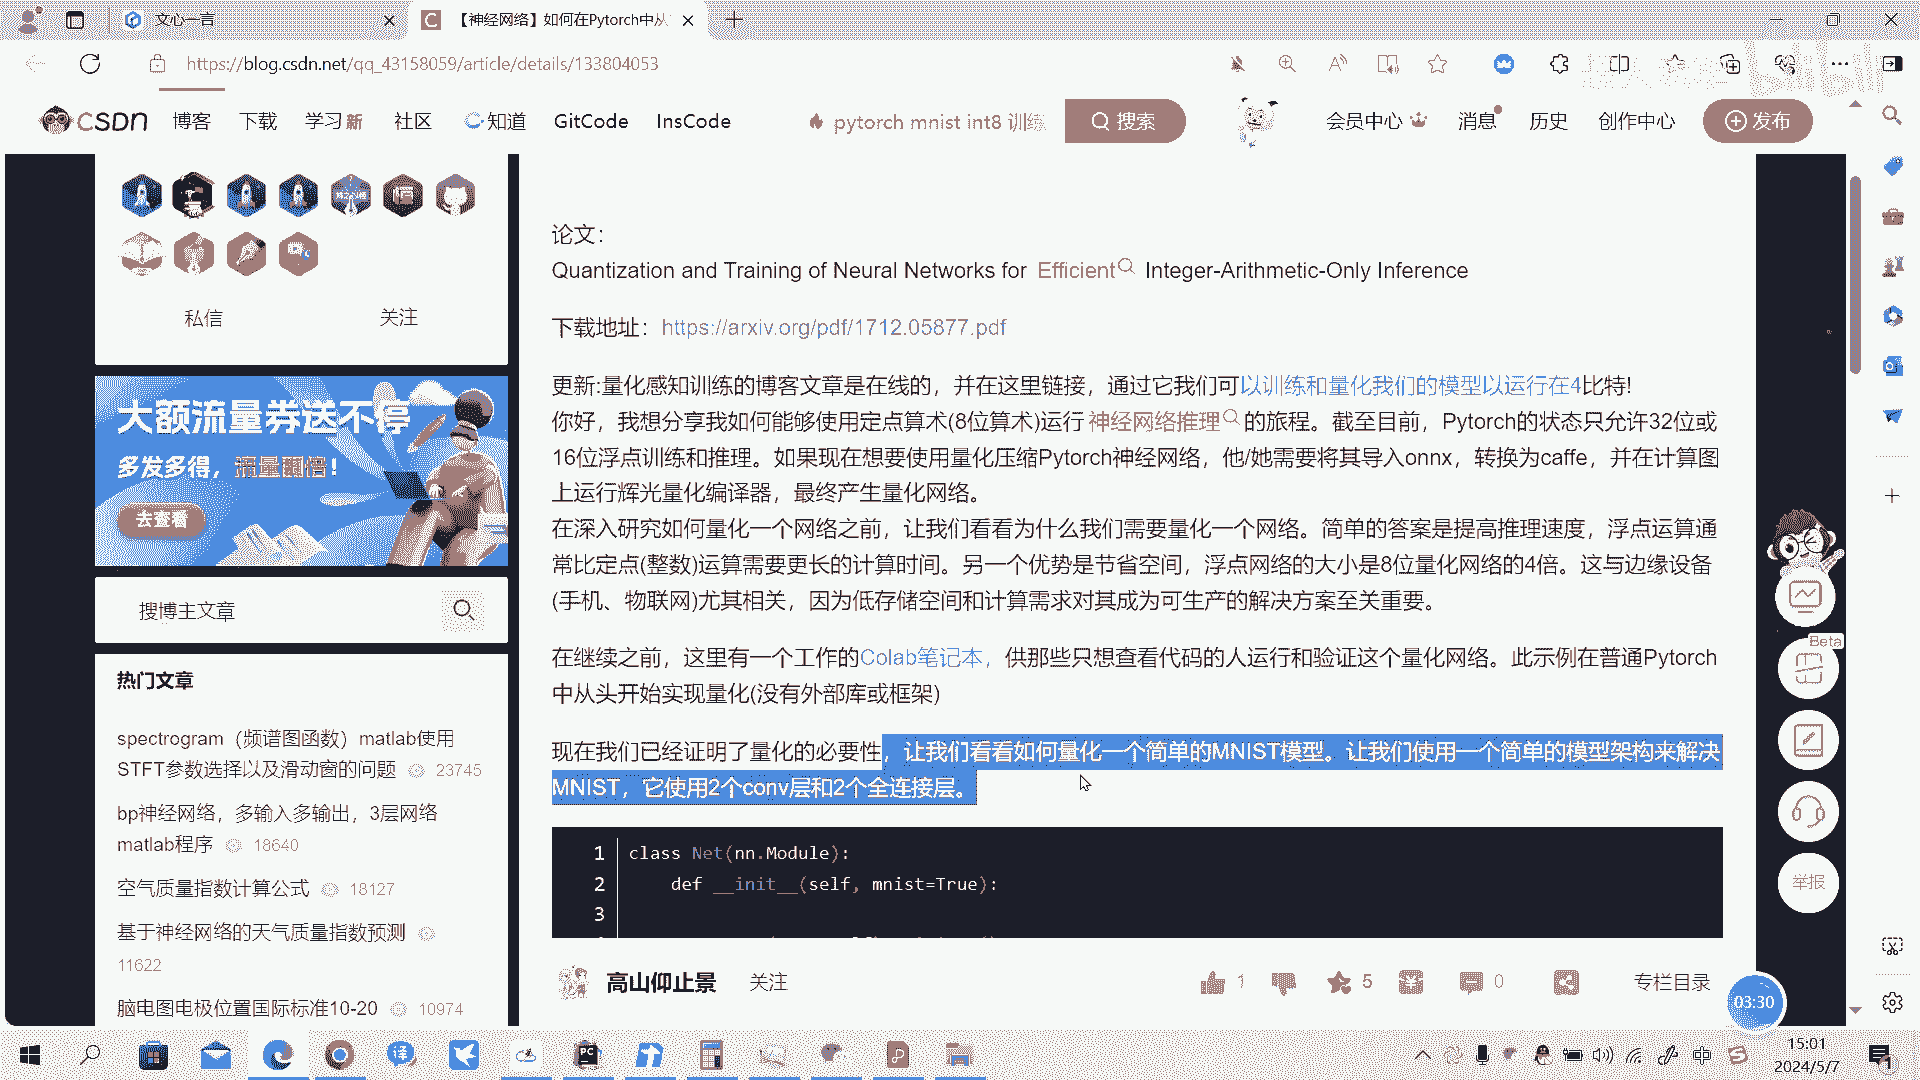 文心一言
【神经网络】如何在Pytorch中从
https://blog.csdn.net/qq_43158059/article/details/133804053
CSDN 博客 下载 学习新 社区 知道 GitCode InsCode pytorch mnist int8 训练 搜索 会员中心 消息 历史 创作中心 发布
私信 关注
大额流量券送不停
多发多得，流量翻倍！
去查看
搜博主文章
热门文章
spectrogram（频谱图函数）matlab使用
STFT参数选择以及滑动窗的问题 23745
bp神经网络，多输入多输出，3层网络
matlab程序 18640
空气质量指数计算公式 18127
基于神经网络的天气质量指数预测
11622
脑电图电极位置国际标准10-20 10974
论文：
Quantization and Training of Neural Networks for Efficient Integer-Arithmetic-Only Inference
下载地址：https://arxiv.org/pdf/1712.05877.pdf
更新:量化感知训练的博客文章是在线的，并在这里链接，通过它我们可以训练和量化我们的模型以运行在4比特!
你好，我想分享我如何能够使用定点算术(8位算术)运行 神经网络推理 的旅程。截至目前，Pytorch的状态只允许32位或
16位浮点训练和推理。如果现在想要使用量化压缩Pytorch神经网络，他/她需要将其导入onnx，转换为caffe，并在计算图
上运行辉光量化编译器，最终产生量化网络。
在深入研究如何量化一个网络之前，让我们看看为什么我们需要量化一个网络。简单的答案是提高推理速度，浮点运算通
常比定点(整数)运算需要更长的计算时间。另一个优势是节省空间，浮点网络的大小是8位量化网络的4倍。这与边缘设备
(手机、物联网)尤其相关，因为低存储空间和计算需求对其成为可生产的解决方案至关重要。
在继续之前，这里有一个工作的Colab笔记本，供那些只想查看代码的人运行和验证这个量化网络。此示例在普通Pytorch
中从头开始实现量化(没有外部库或框架)
现在我们已经证明了量化的必要性，让我们看看如何量化一个简单的MNIST模型。让我们使用一个简单的模型架构来解决
MNIST，它使用2个conv层和2个全连接层。
1 class Net(nn.Module):
2 def __init__(self, mnist=True):
3
高山仰止景 关注 1 5 0 专栏目录
Beta
举报
03:30
中
15:01
2024/5/7